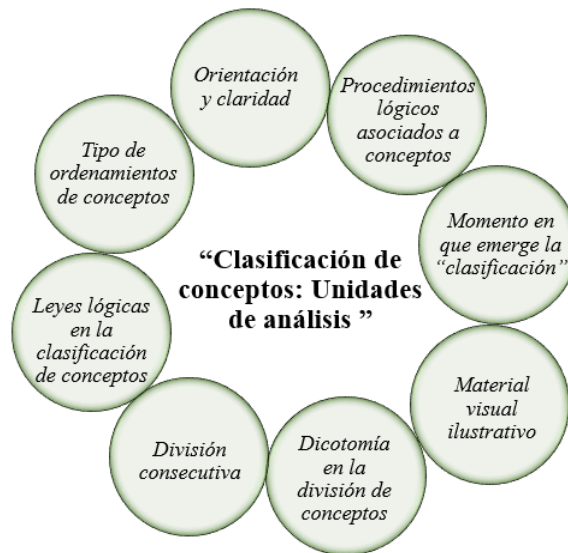 Orientación
y claridad
Procedimientos
lógicos
asociados a
conceptos
Momento en
que emerge la
“clasificación”
Material
visual
ilustrativo
Dicotomía
en la
división de
conceptos
División
consecutiva
Leyes lógicas
en la
clasificación
de conceptos
Tipo de
ordenamientos
de conceptos
“Clasificación de
conceptos: Unidades
de análisis ”